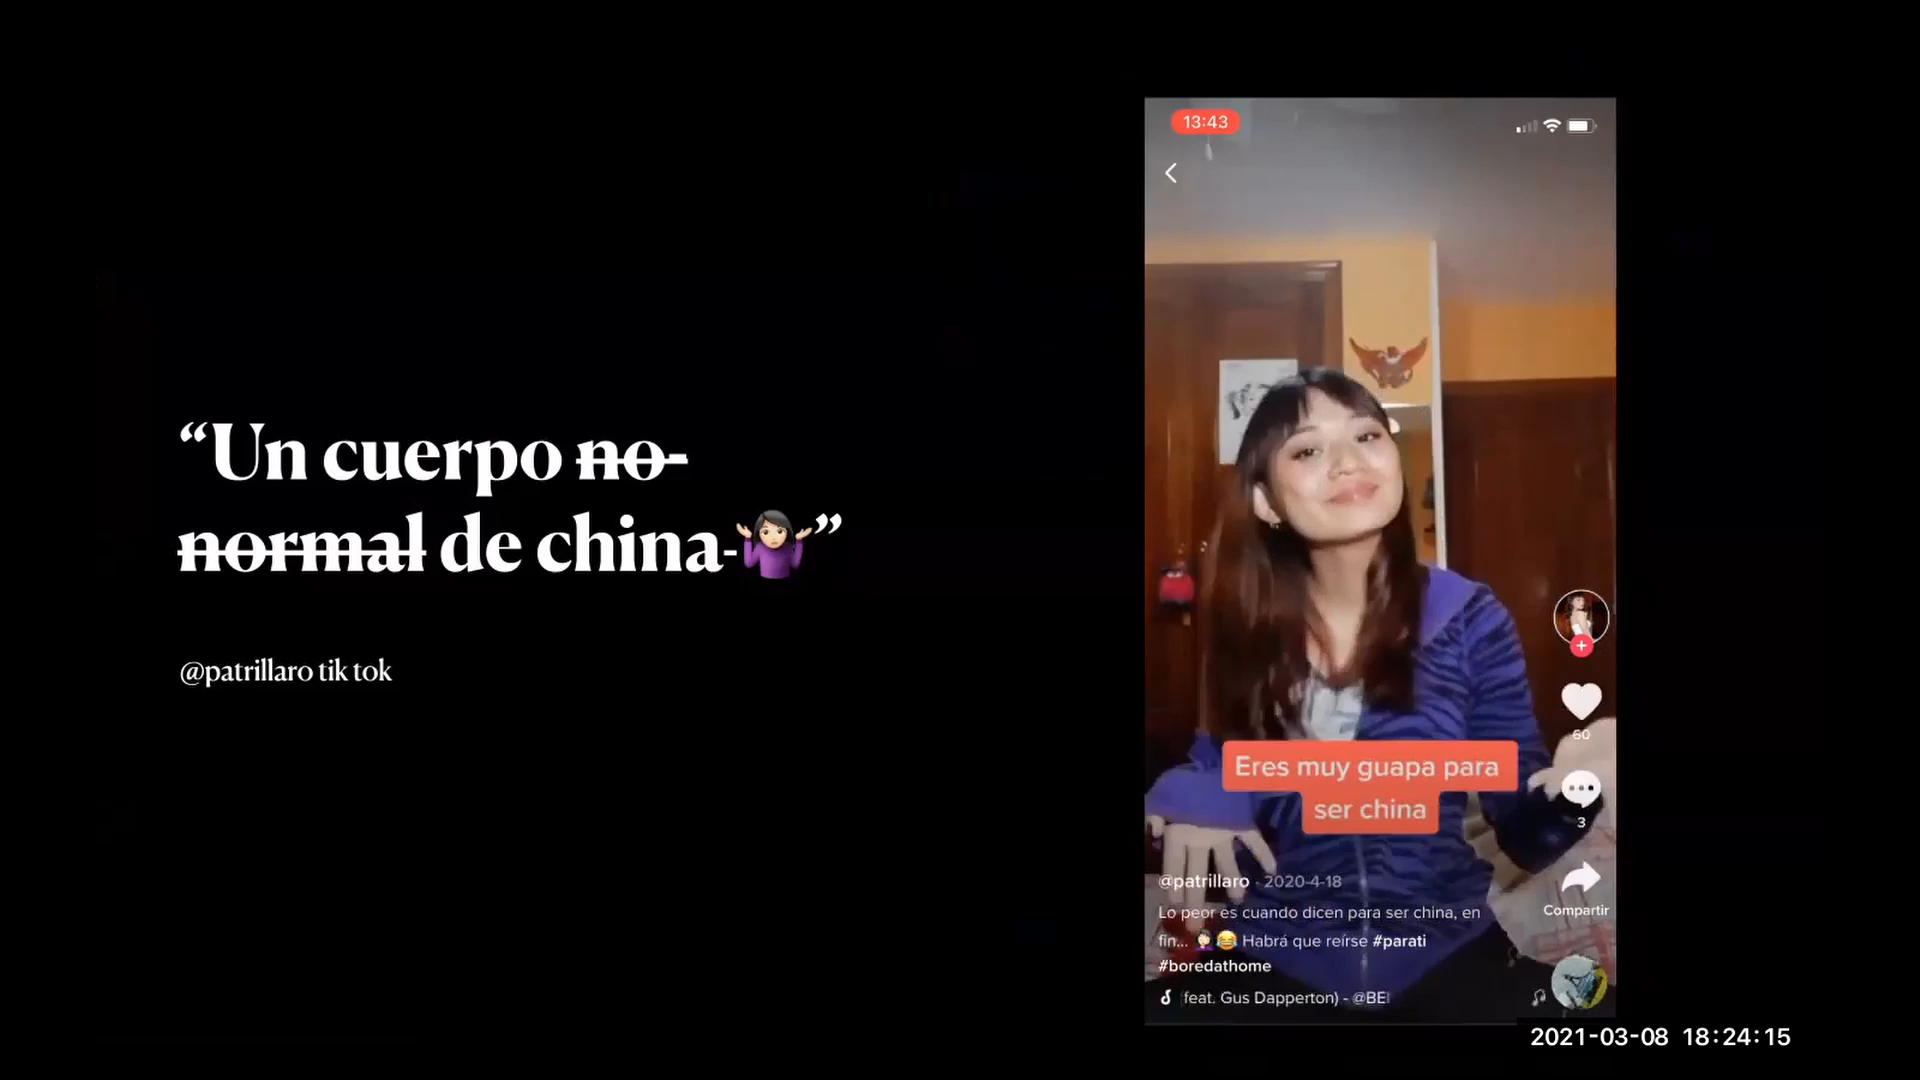 “Un cuerpo no-
normal de china-🤷🏻‍♀️”
@patrillaro tik tok
13:43
Eres muy guapa para
ser china
60
3
Compartir
@patrillaro · 2020-4-18
Lo peor es cuando dicen para ser china, en
fin... 🤦🏻‍♀️😂 Habrá que reírse #parati
#boredathome
(feat. Gus Dapperton) - @BE
2021-03-08 18:24:15